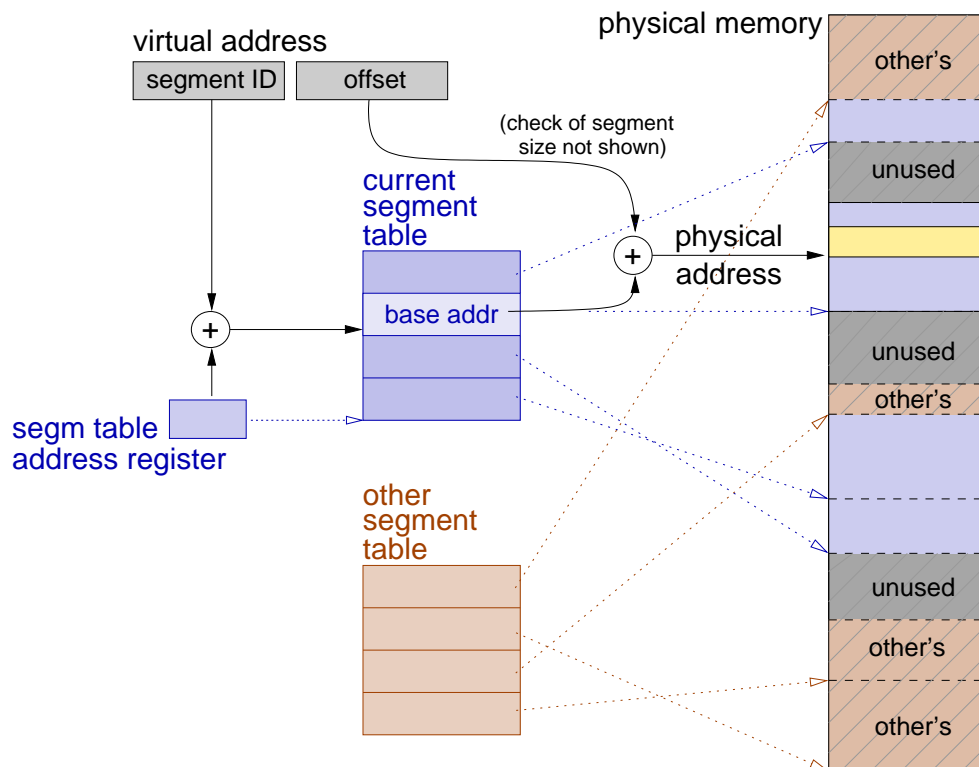 physical memory
virtual address
segment ID
offset
other's
(check of segment
size not shown)
unused
current
segment
table
physical
address
base addr
+
+
unused
other's
segm table
address register
other
segment
table
unused
other's
other's